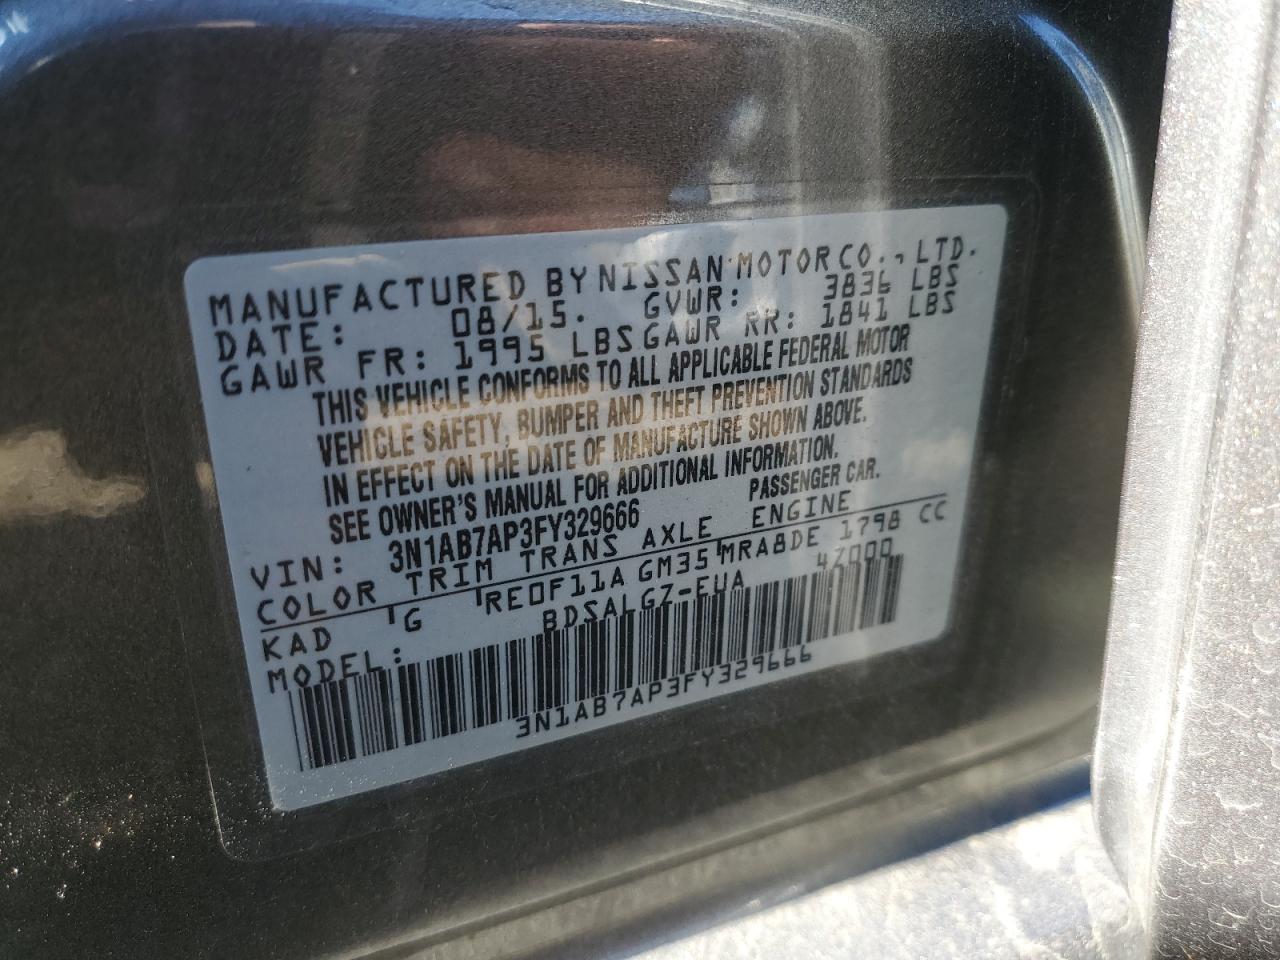 MANUFACTURED BY NISSAN MOTOR CO., LTD.
DATE: 08/15. GVWR: 3836 LBS
GAWR FR: 1995 LBS GAWR RR: 1841 LBS
THIS VEHICLE CONFORMS TO ALL APPLICABLE FEDERAL MOTOR
VEHICLE SAFETY, BUMPER AND THEFT PREVENTION STANDARDS
IN EFFECT ON THE DATE OF MANUFACTURE SHOWN ABOVE.
SEE OWNER'S MANUAL FOR ADDITIONAL INFORMATION.
VIN: 3N1AB7AP3FY329666 PASSENGER CAR.
COLOR TRIM TRANS AXLE ENGINE
KAD G RE0F11A GM35 MRA8DE 1798 CC
MODEL: BDSALGZ-EUA 4Z000
3N1AB7AP3FY329666